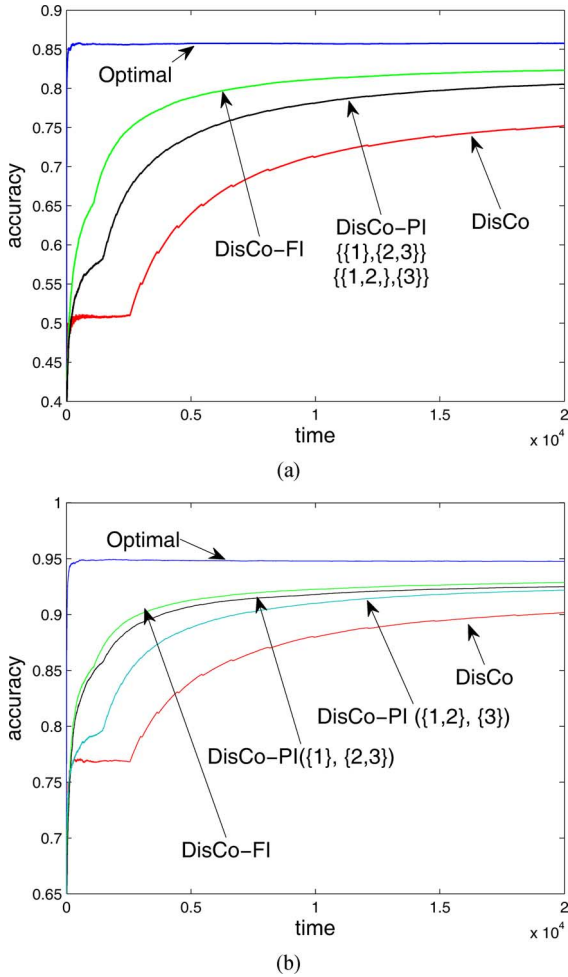 0.9
0.85
0.8
0.75
0.7
0.65
0.6
0.55
0.5
0.45
0.4
accuracy
Optimal
DisCo−FI
DisCo−PI
{{1},{2,3}}
{{1,2,},{3}}
DisCo
0
0.5
1
1.5
2
time
x 10⁴
(a)
1
0.95
0.9
0.85
0.8
0.75
0.7
0.65
accuracy
Optimal
DisCo
DisCo−PI ({1,2}, {3})
DisCo−PI({1}, {2,3})
DisCo−FI
0
0.5
1
1.5
2
time
x 10⁴
(b)